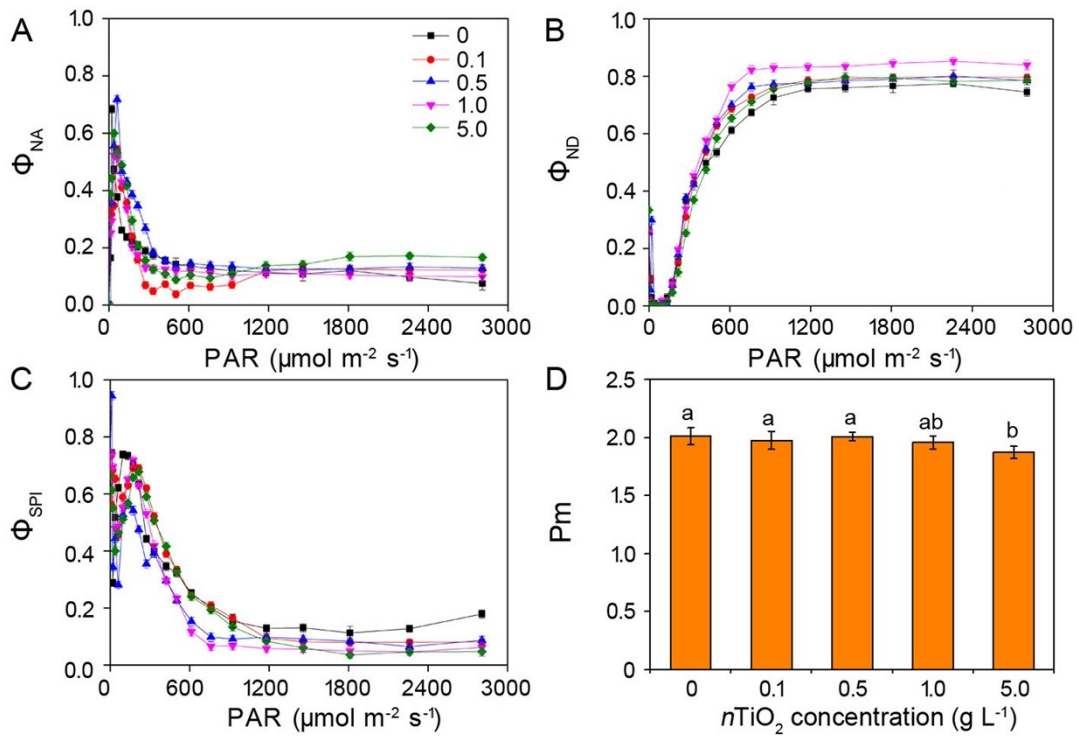 A
ΦNA
1.0
0.8
0.6
0.4
0.2
0.0
0
0.1
0.5
1.0
5.0
0 600 1200 1800 2400 3000
PAR (µmol m⁻² s⁻¹)
B
ΦND
1.0
0.8
0.6
0.4
0.2
0.0
0 600 1200 1800 2400 3000
PAR (µmol m⁻² s⁻¹)
C
ΦSPI
1.0
0.8
0.6
0.4
0.2
0.0
0 600 1200 1800 2400 3000
PAR (µmol m⁻² s⁻¹)
D
Pm
2.5
2.0
1.5
1.0
0.5
0
a a a ab b
0 0.1 0.5 1.0 5.0
nTiO₂ concentration (g L⁻¹)